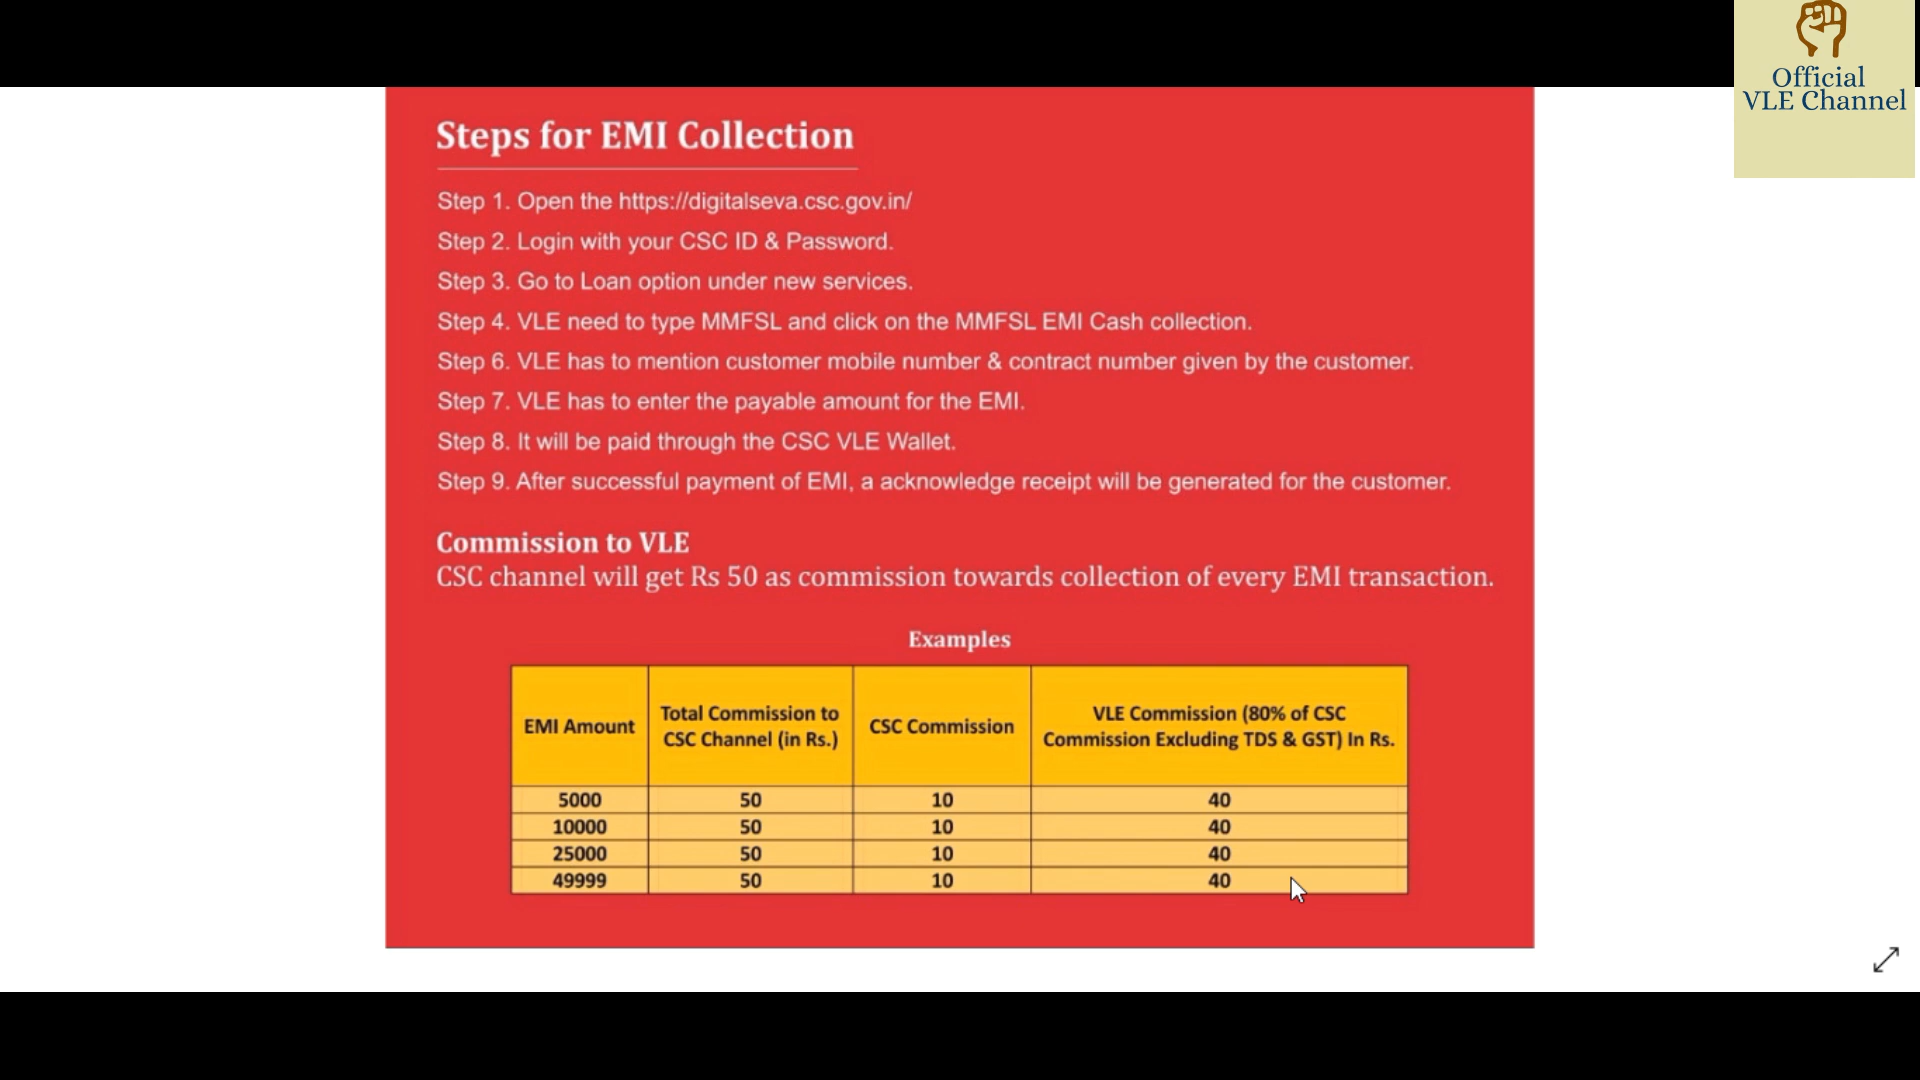 Official
VLE Channel
Steps for EMI Collection
Step 1. Open the https://digitalseva.csc.gov.in/
Step 2. Login with your CSC ID & Password.
Step 3. Go to Loan option under new services.
Step 4. VLE need to type MMFSL and click on the MMFSL EMI Cash collection.
Step 6. VLE has to mention customer mobile number & contract number given by the customer.
Step 7. VLE has to enter the payable amount for the EMI.
Step 8. It will be paid through the CSC VLE Wallet.
Step 9. After successful payment of EMI, a acknowledge receipt will be generated for the customer.
Commission to VLE
CSC channel will get Rs 50 as commission towards collection of every EMI transaction.
Examples
EMI Amount
Total Commission to
CSC Channel (in Rs.)
CSC Commission
VLE Commission (80% of CSC
Commission Excluding TDS & GST) In Rs.
5000 50 10 40
10000 50 10 40
25000 50 10 40
49999 50 10 40